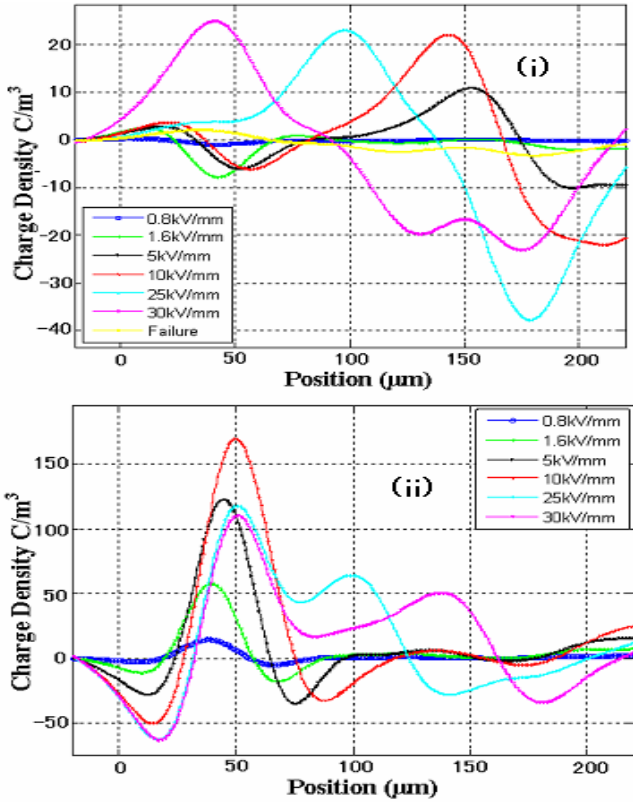 20
10
0
−10
−20
−30
−40
Charge Density C/m³
(i)
0.8kV/mm
1.6kV/mm
5kV/mm
10kV/mm
25kV/mm
30kV/mm
Failure
0
50
100
150
200
Position (µm)
150
100
50
0
−50
Charge Density C/m³
(ii)
0.8kV/mm
1.6kV/mm
5kV/mm
10kV/mm
25kV/mm
30kV/mm
0
50
100
150
200
Position (µm)